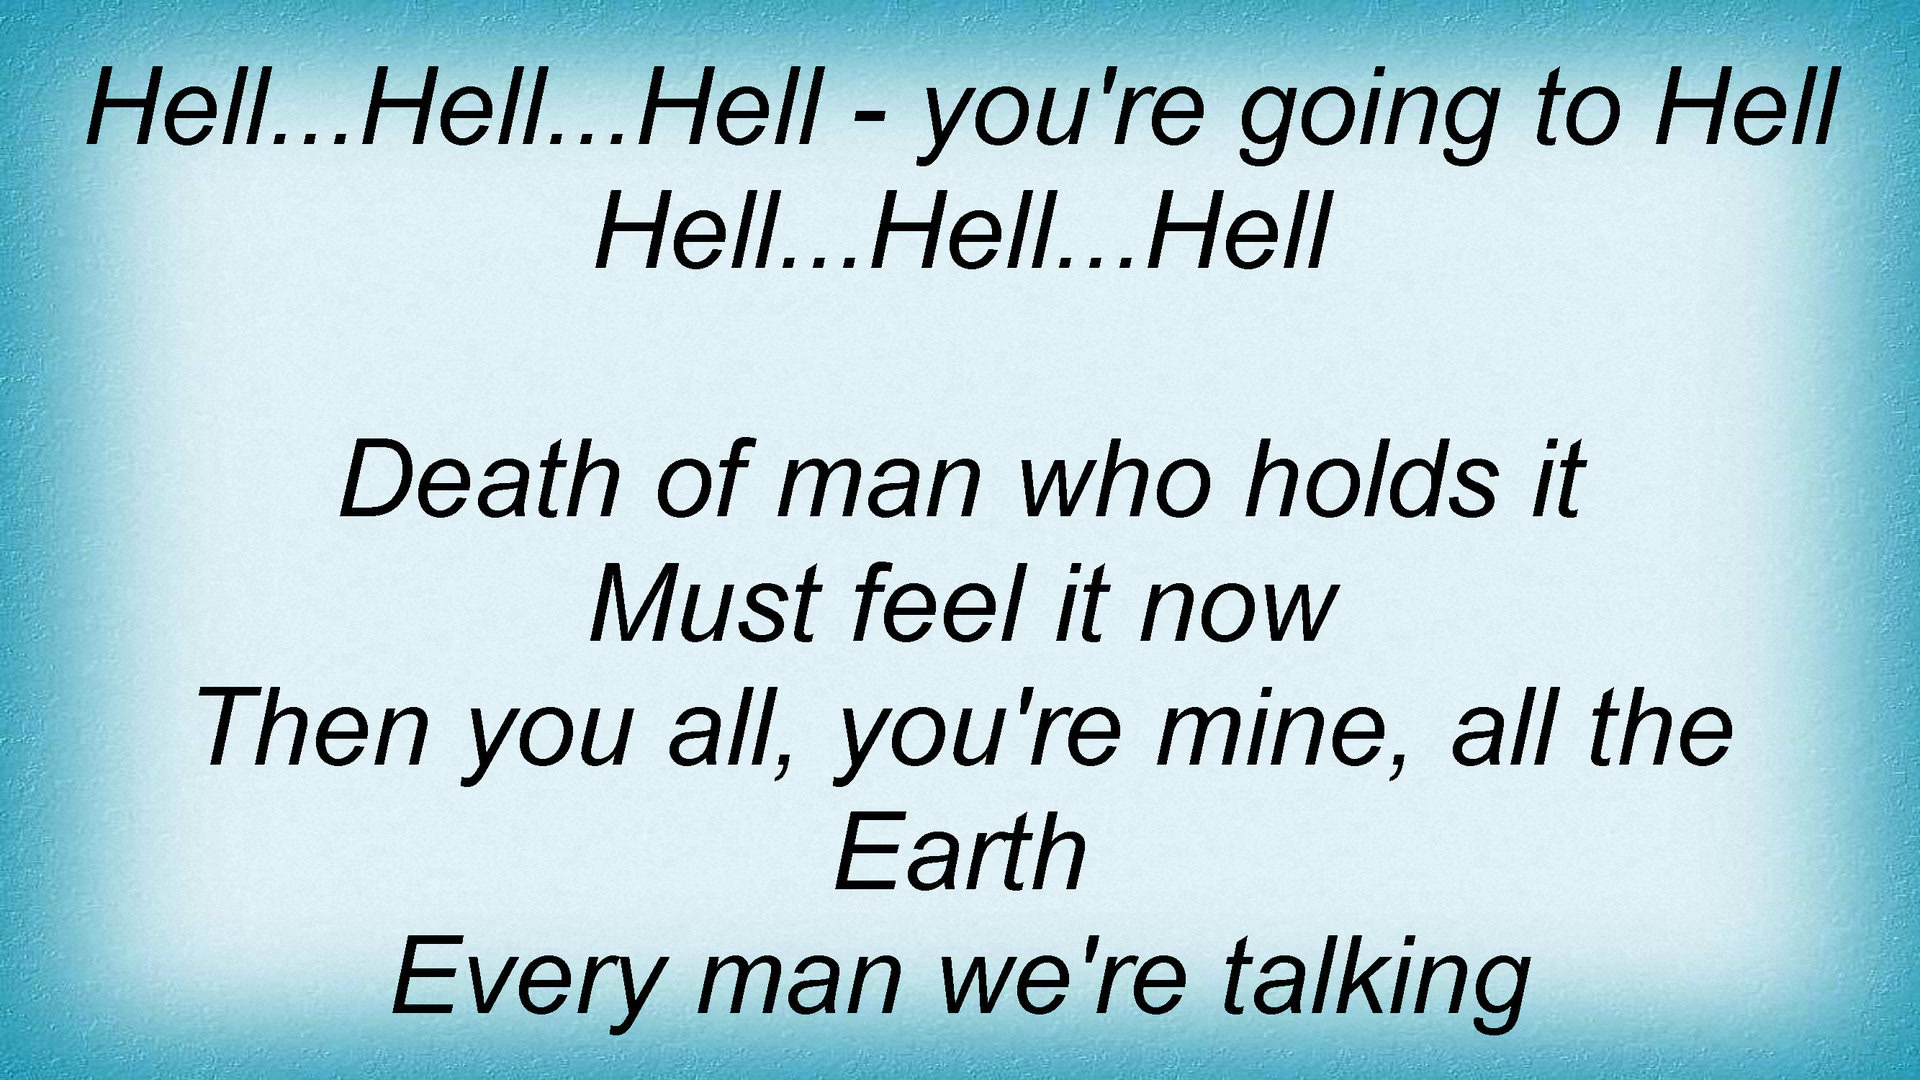 Hell...Hell...Hell - you're going to Hell
Hell...Hell...Hell
Death of man who holds it
Must feel it now
Then you all, you're mine, all the
Earth
Every man we're talking